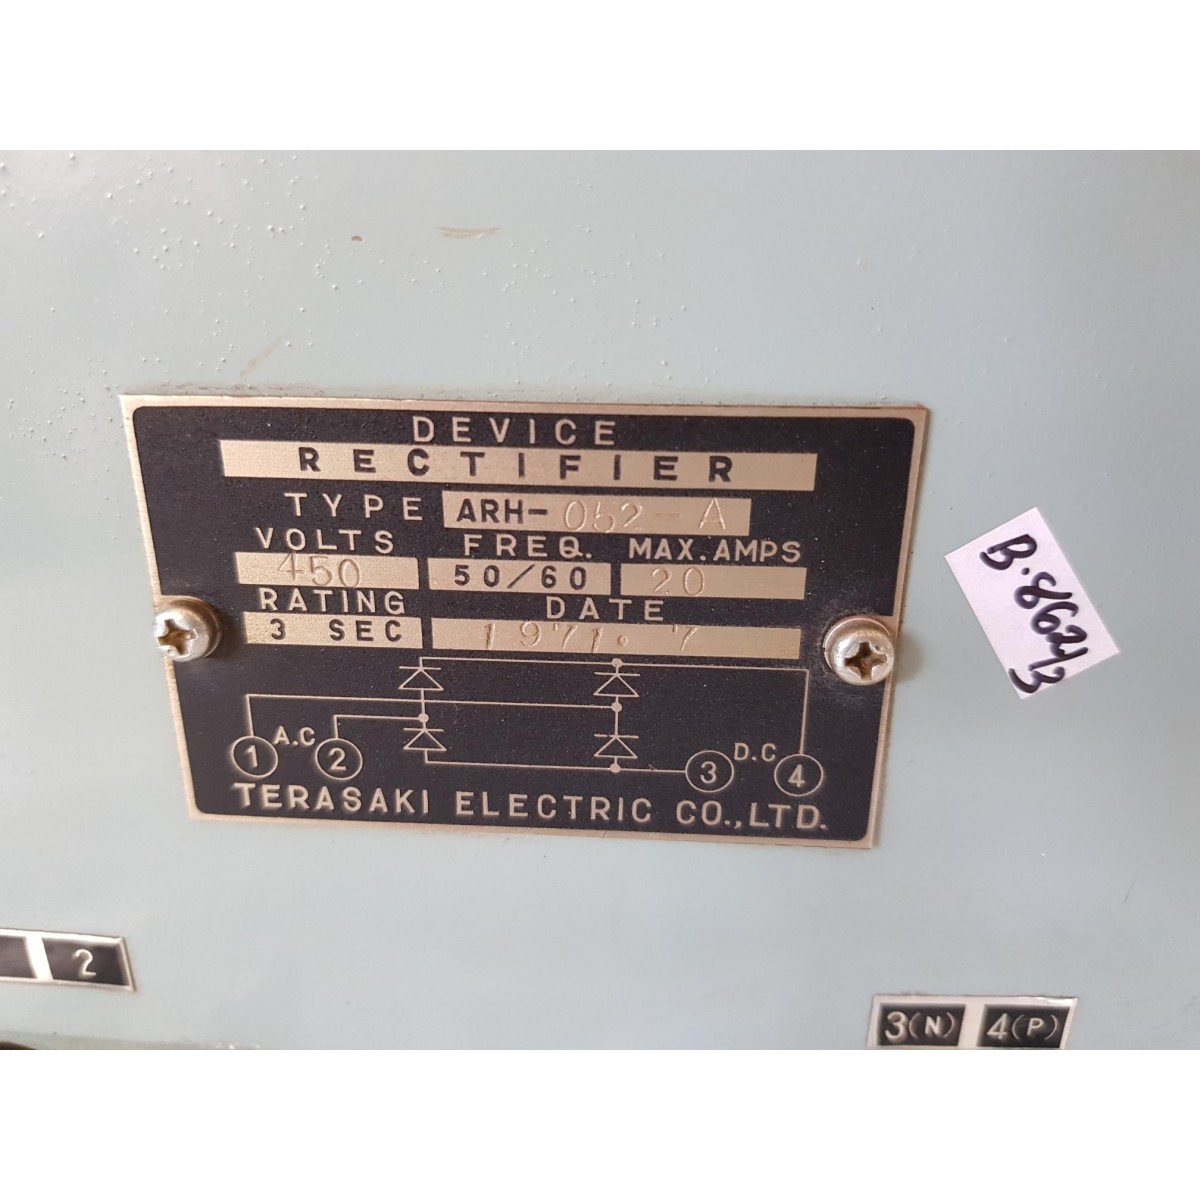 DEVICE
RECTIFIER
TYPE ARH-052-A
VOLTS FREQ. MAX.AMPS
450 50/60 20
RATING DATE
3 SEC 1971.7
A.C D.C
1 2 3 4
TERASAKI ELECTRIC CO.,LTD.
B.8624/3
2
3(N) 4(P)